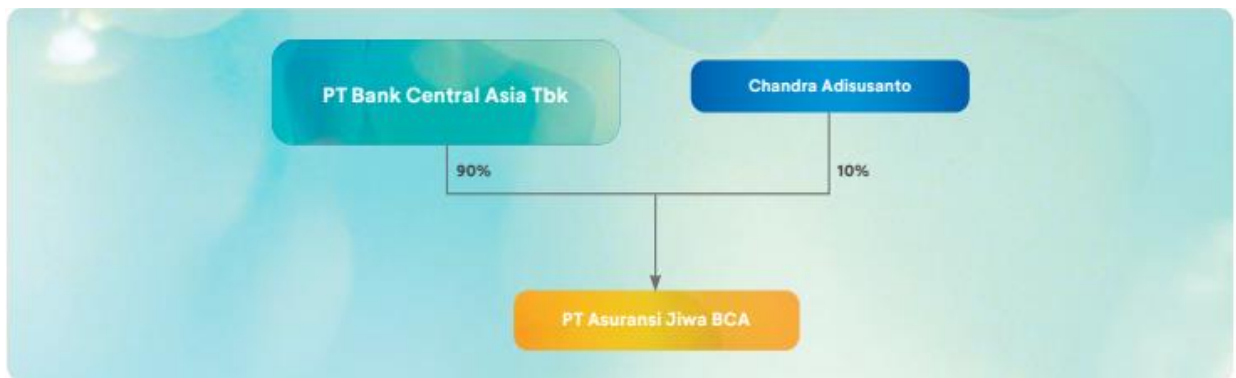 PT Bank Central Asia Tbk
Chandra Adisusanto
90%
10%
PT Asuransi Jiwa BCA